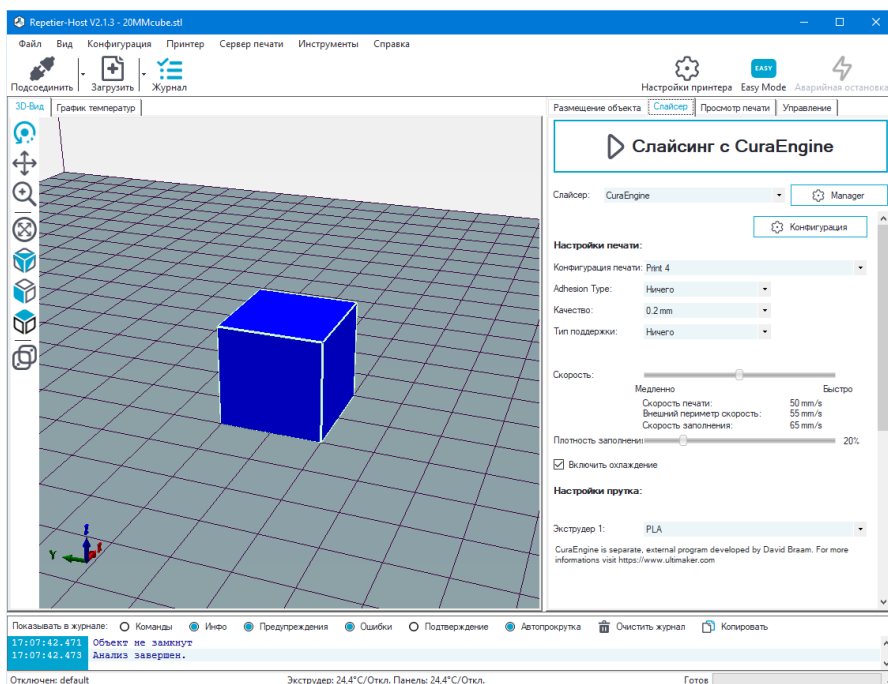 Repetier-Host V2.1.3 - 20MMcube.stl
Файл Вид Конфигурация Принтер Сервер печати Инструменты Справка
Подсоединить Загрузить Журнал Настройки принтера EASY Easy Mode Аварийная остановка
3D-Вид График температур
Размещение объекта Слайсер Просмотр печати Управление
Слайсинг с CuraEngine
Слайсер: CuraEngine Manager
Конфигурация
Настройки печати:
Конфигурация печати: Print 4
Adhesion Type: Ничего
Качество: 0.2 mm
Тип поддержки: Ничего
Скорость:
Медленно Быстро
Скорость печати: 50 mm/s
Внешний периметр скорость: 55 mm/s
Скорость заполнения: 65 mm/s
Плотность заполнени 20%
Включить охлаждение
Настройки прутка:
Экструдер 1: PLA
CuraEngine is separate, external program developed by David Braam. For more
informations visit https://www.ultimaker.com
Y
Показывать в журнале: Команды Инфо Предупреждения Ошибки Подтверждение Автопрокрутка Очистить журнал Копировать
17:07:42.471 Объект не замкнут
17:07:42.473 Анализ завершен.
Отключен: default Экструдер: 24.4°C/Откл. Панель: 24.4°C/Откл. Готов